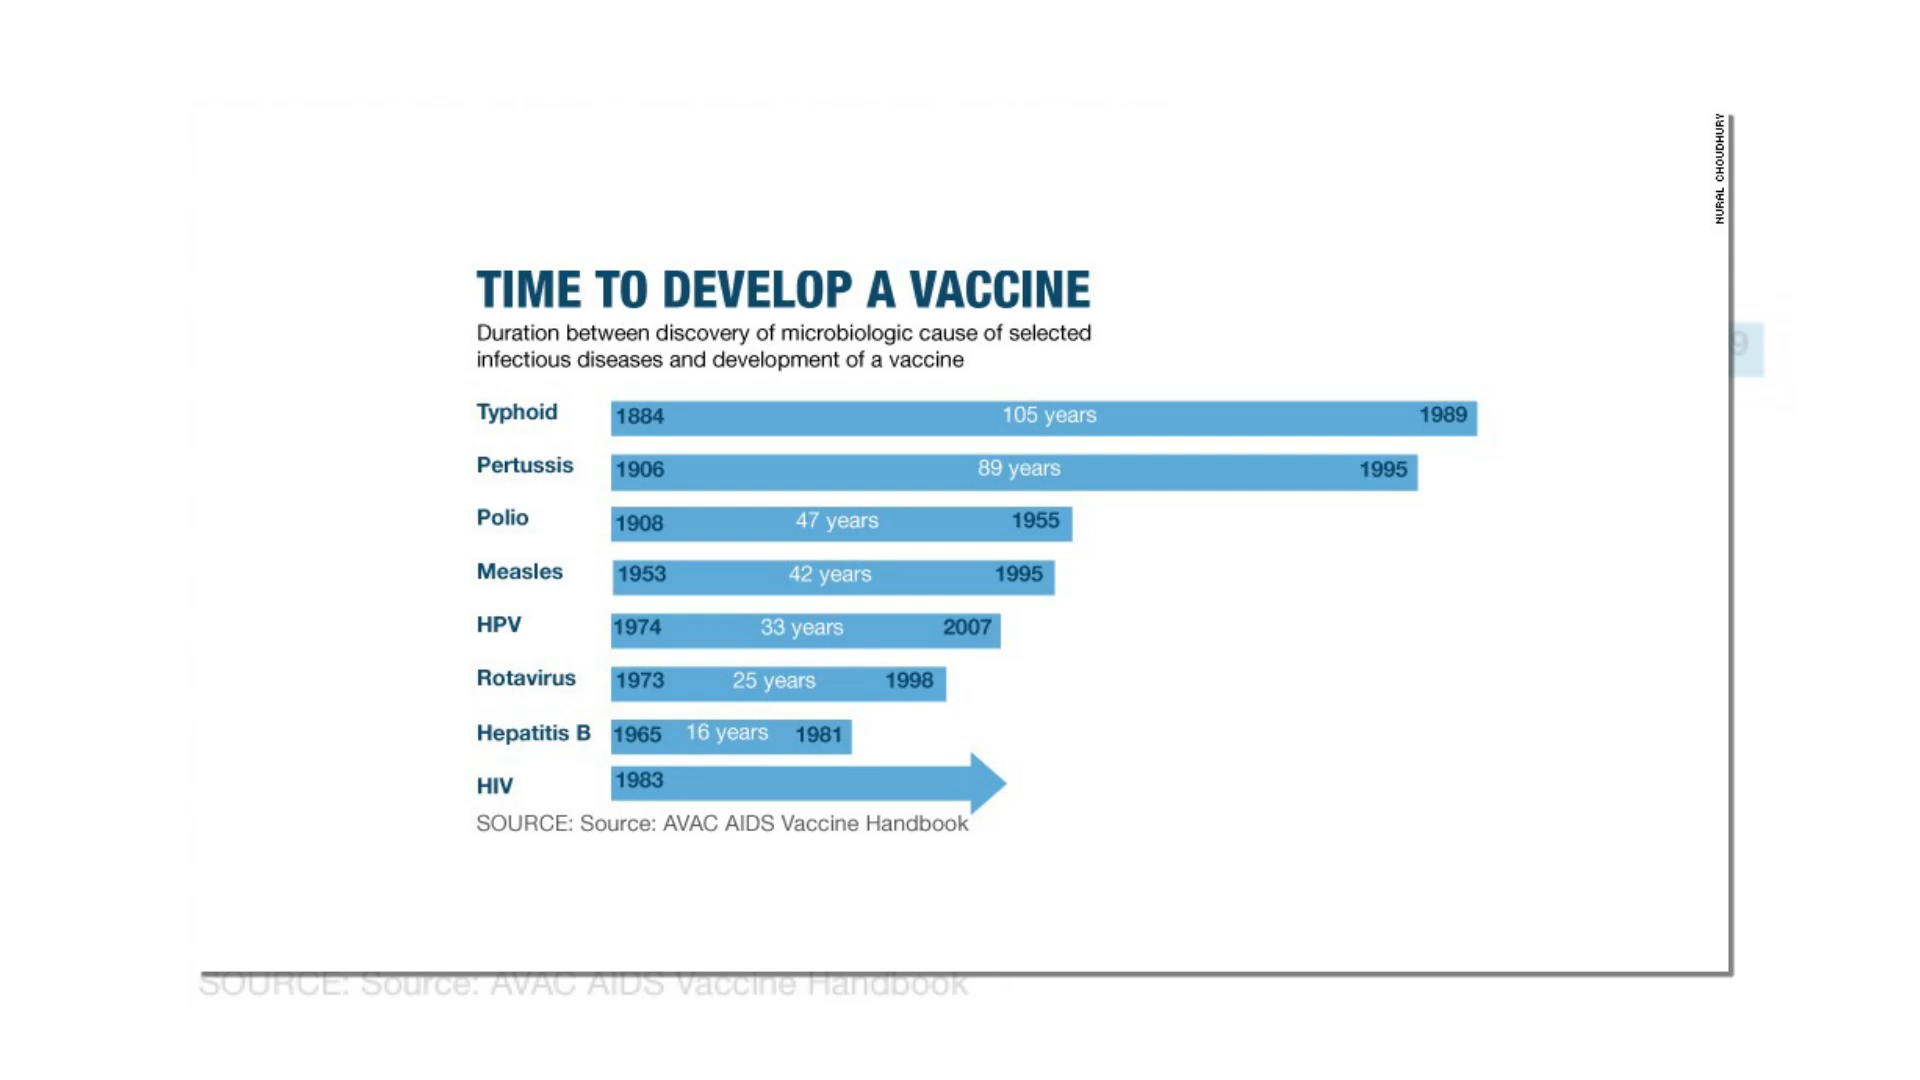 NURAL CHOUDHURY
TIME TO DEVELOP A VACCINE
Duration between discovery of microbiologic cause of selected
infectious diseases and development of a vaccine
Typhoid 1884 105 years 1989
Pertussis 1906 89 years 1995
Polio 1908 47 years 1955
Measles 1953 42 years 1995
HPV 1974 33 years 2007
Rotavirus 1973 25 years 1998
Hepatitis B 1965 16 years 1981
HIV 1983
SOURCE: Source: AVAC AIDS Vaccine Handbook
9
SOURCE: Source: AVAC AIDS Vaccine Handbook